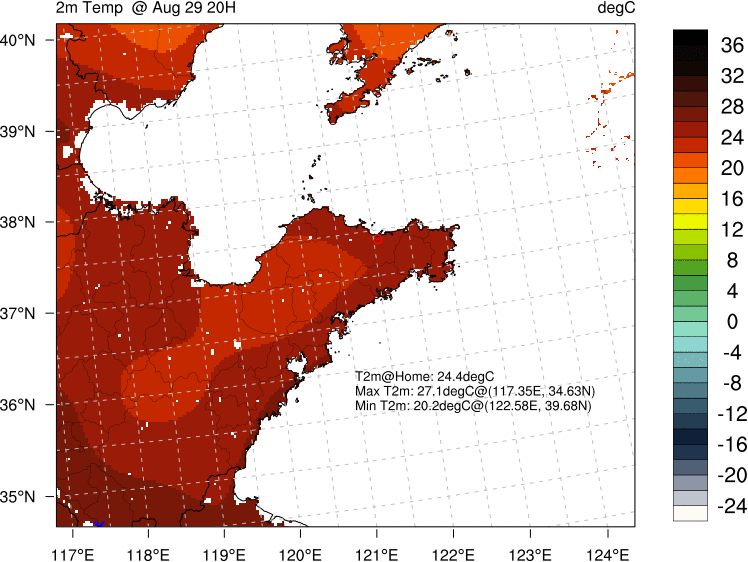 2m Temp @ Aug 29 20H degC
40°N
39°N
38°N
37°N
36°N
35°N
117°E 118°E 119°E 120°E 121°E 122°E 123°E 124°E
T2m@Home: 24.4degC
Max T2m: 27.1degC@(117.35E, 34.63N)
Min T2m: 20.2degC@(122.58E, 39.68N)
36
32
28
24
20
16
12
8
4
0
-4
-8
-12
-16
-20
-24